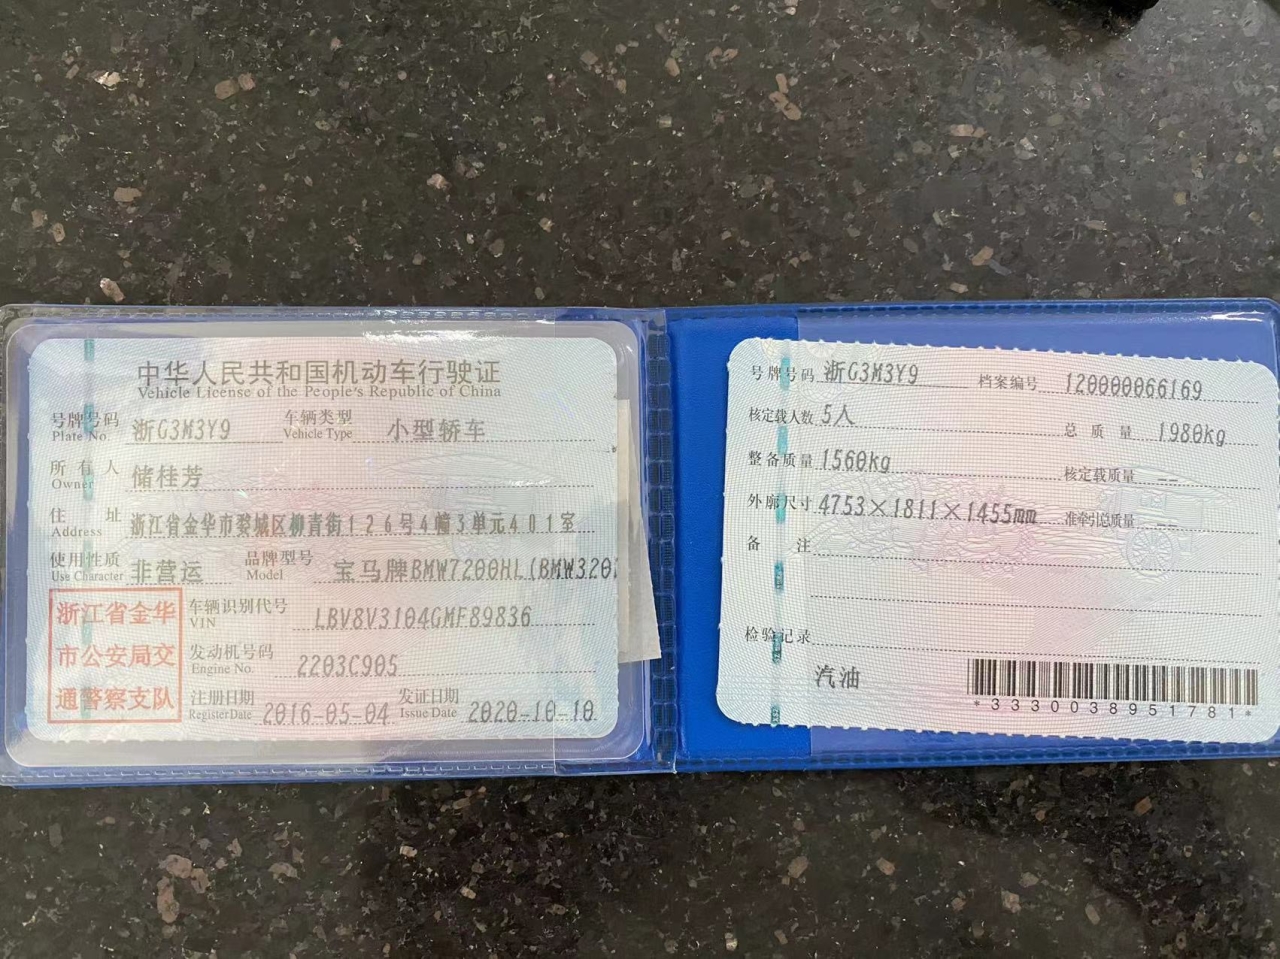 中华人民共和国机动车行驶证
Vehicle License of the People's Republic of China
号牌号码 浙G3M3Y9 车辆类型 小型轿车
Plate No. Vehicle Type
所有人 储桂芳
Owner
住址 浙江省金华市婺城区柳青街126号4幢3单元401室
Address
使用性质 非营运 品牌型号 宝马牌BMW7200HL(BMW320
Use Character Model
浙江省金华
市公安局交
通警察支队
车辆识别代号 LBV8V3104GMF89836
VIN
发动机号码 2203C905
Engine No.
注册日期 2016-05-04 发证日期 2020-10-10
Register Date Issue Date
号牌号码 浙G3M3Y9 档案编号 120000066169
核定载人数 5人 总质量 1980kg
整备质量 1560kg 核定载质量 --
外廓尺寸 4753×1811×1455mm 准牵引总质量 --
备注
检验记录
汽油
*3330038951781*